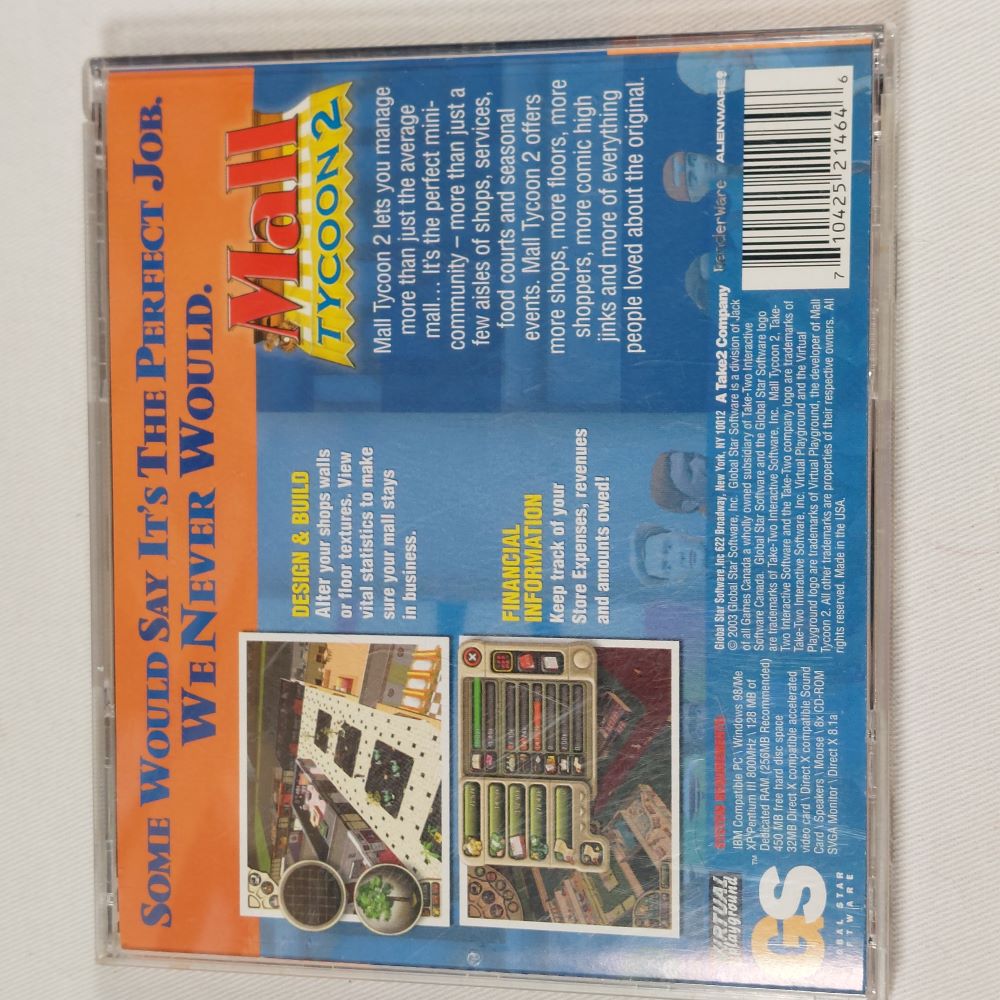 SOME WOULD SAY IT'S THE PERFECT JOB.
WE NEVER WOULD.
Mall
TYCOON 2
DESIGN & BUILD
Alter your shops walls
or floor textures. View
vital statistics to make
sure your mall stays
in business.
FINANCIAL
INFORMATION
Keep track of your
Store Expenses, revenues
and amounts owed!
Mall Tycoon 2 lets you manage
more than just the average
mall... It's the perfect mini-
community – more than just a
few aisles of shops, services,
food courts and seasonal
events. Mall Tycoon 2 offers
more shops, more floors, more
shoppers, more comic high
jinks and more of everything
people loved about the original.
VIRTUAL
playground
GS
™
IBM Compatible PC \ Windows 98/Me
XP\Pentium III 800MHz \ 128 MB of
Dedicated RAM (256MB Recommended)
450 MB free hard disc space
32MB Direct X compatible accelerated
video card \ Direct X compatible Sound
Card \ Speakers \ Mouse \ 8x CD-ROM
SVGA Monitor \ Direct X 8.1a
Global Star Software,Inc 622 Broadway, New York, NY 10012 A Take2 Company
© 2003 Global Star Software, Inc. Global Star Software is a division of Jack
of all Games Canada a wholly owned subsidiary of Take-Two Interactive
Software Canada. Global Star Software and the Global Star Software logo
are trademarks of Take-Two Interactive Software, Inc. Mall Tycoon 2, Take-
Two Interactive and the Take-Two company logo are trademarks of
Take-Two Interactive Software, Inc. Virtual Playground and the Virtual
Playground logo are trademarks of Virtual Playground, the developer of Mall
Tycoon 2. All other trademarks are properties of their respective owners. All
rights reserved. Made in the USA.
RenderWare ALIENWARE
7 10425 21464 6